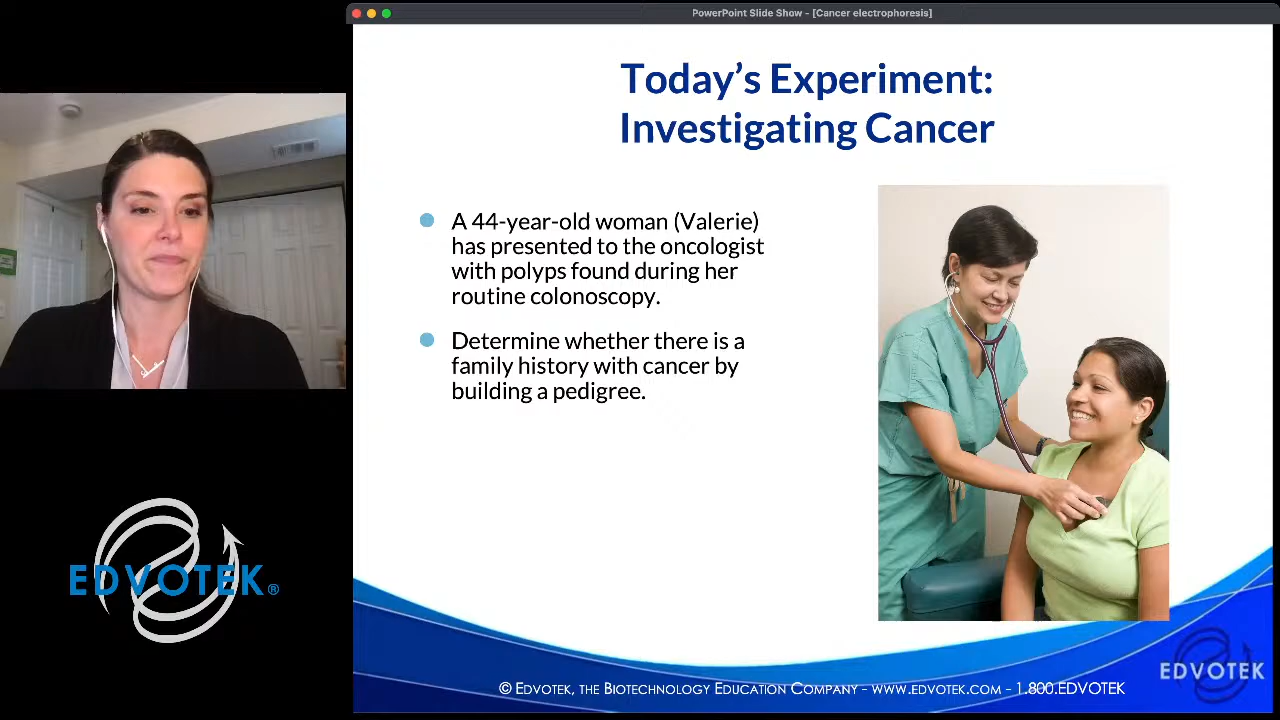 PowerPoint Slide Show - [Cancer electrophoresis]
Today’s Experiment:
Investigating Cancer
A 44-year-old woman (Valerie)
has presented to the oncologist
with polyps found during her
routine colonoscopy.
Determine whether there is a
family history with cancer by
building a pedigree.
EDVOTEK®
EDVOTEK
© EDVOTEK, THE BIOTECHNOLOGY EDUCATION COMPANY - WWW.EDVOTEK.COM - 1.800.EDVOTEK